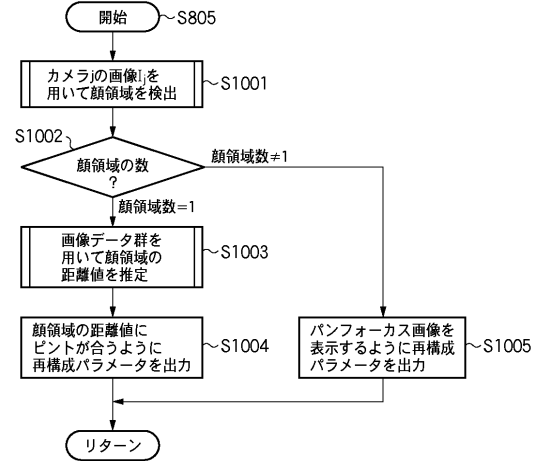 開始
S805
カメラjの画像Ijを
用いて顔領域を検出
S1001
S1002
顔領域の数
?
顔領域数≠1
顔領域数=1
画像データ群を
用いて顔領域の
距離値を推定
S1003
顔領域の距離値に
ピントが合うように
再構成パラメータを出力
S1004
パンフォーカス画像を
表示するように再構成
パラメータを出力
S1005
リターン